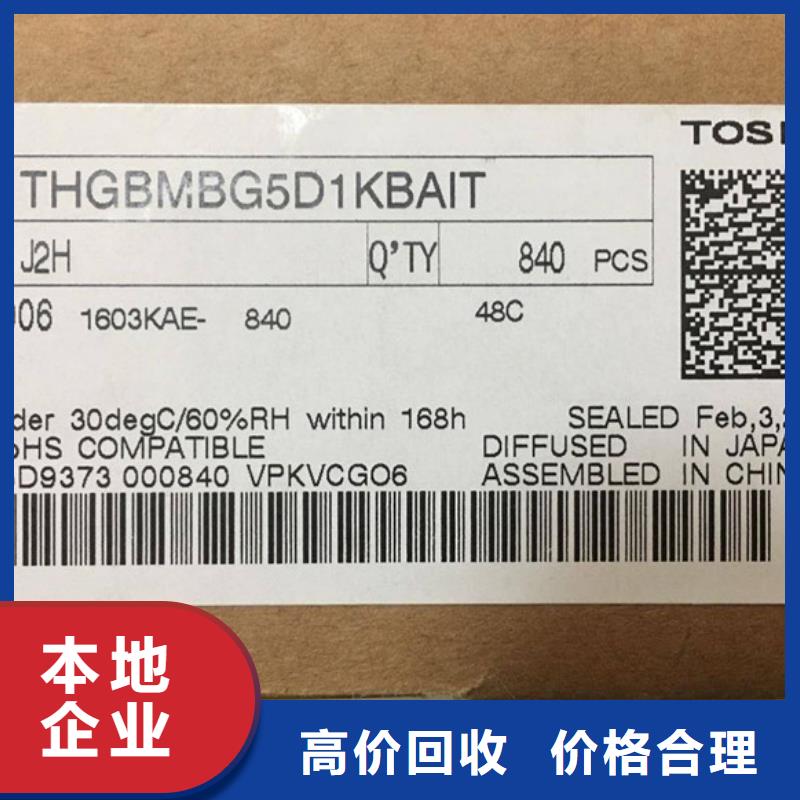 TOS
THGBMBG5D1KBAIT
J2H Q'TY 840 PCS
06 1603KAE- 840 48C
der 30degC/60%RH within 168h SEALED Feb,3,
HS COMPATIBLE DIFFUSED IN JAPA
D9373 000840 VPKVCGO6 ASSEMBLED IN CHIN
本地
企业
高价回收 价格合理